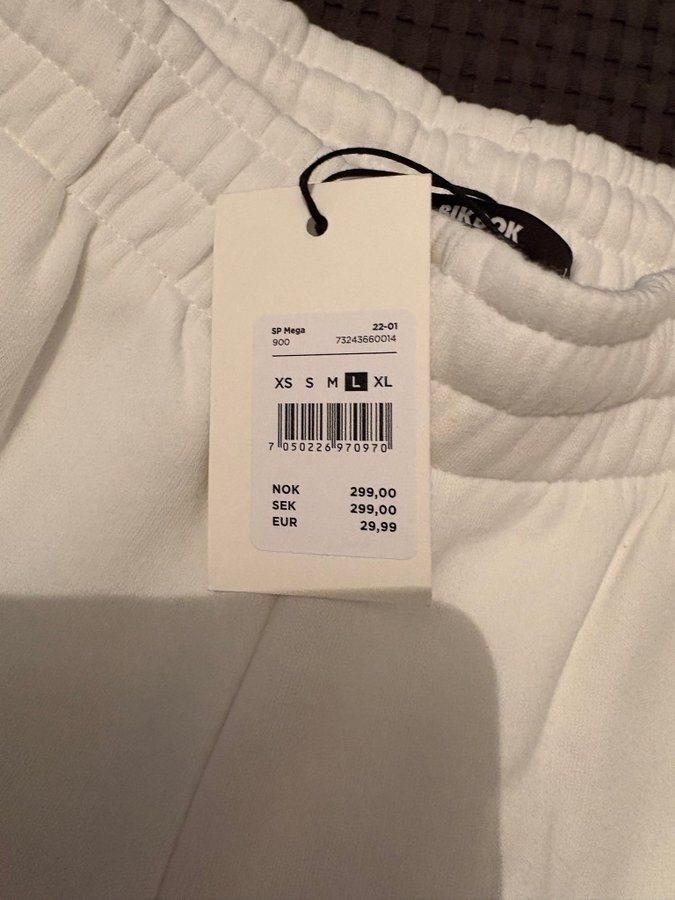 BIKBOK
SP Mega 22-01
900 73243660014
XS S M L XL
7 050226 970970
NOK 299,00
SEK 299,00
EUR 29,99